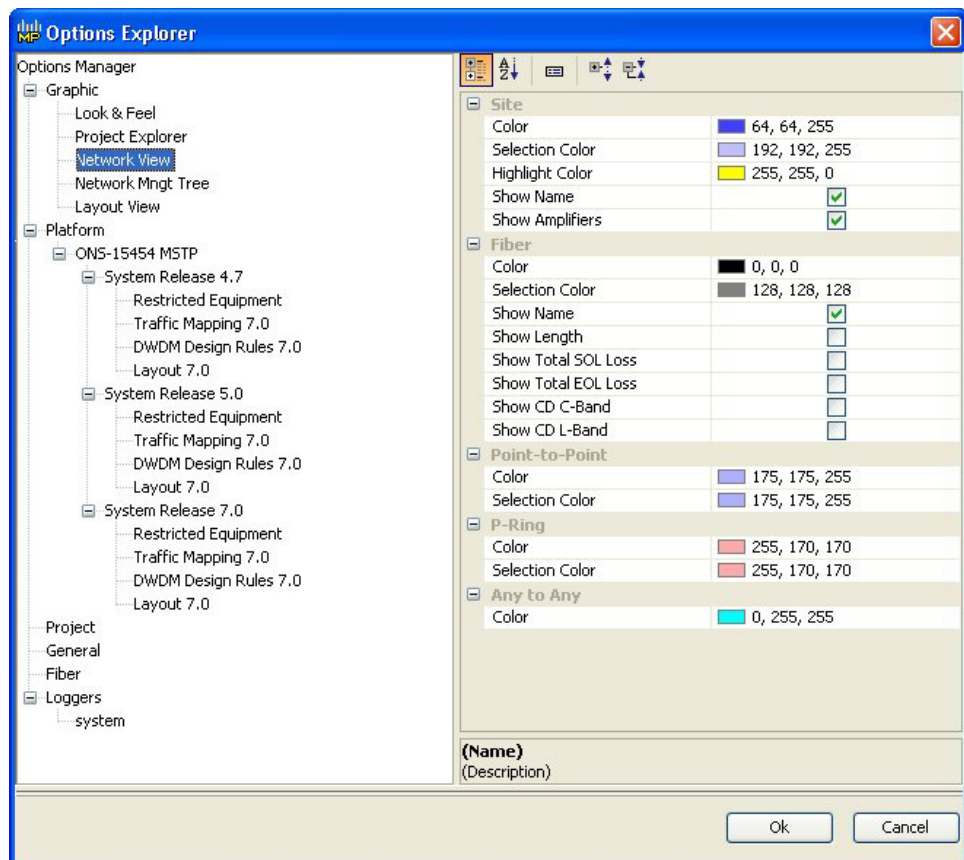 MP Options Explorer
Options Manager
Graphic
Look & Feel
Project Explorer
Network View
Network Mngt Tree
Layout View
Platform
ONS-15454 MSTP
System Release 4.7
Restricted Equipment
Traffic Mapping 7.0
DWDM Design Rules 7.0
Layout 7.0
System Release 5.0
Restricted Equipment
Traffic Mapping 7.0
DWDM Design Rules 7.0
Layout 7.0
System Release 7.0
Restricted Equipment
Traffic Mapping 7.0
DWDM Design Rules 7.0
Layout 7.0
Project
General
Fiber
Loggers
system
A Z
Site
Color 64, 64, 255
Selection Color 192, 192, 255
Highlight Color 255, 255, 0
Show Name
Show Amplifiers
Fiber
Color 0, 0, 0
Selection Color 128, 128, 128
Show Name
Show Length
Show Total SOL Loss
Show Total EOL Loss
Show CD C-Band
Show CD L-Band
Point-to-Point
Color 175, 175, 255
Selection Color 175, 175, 255
P-Ring
Color 255, 170, 170
Selection Color 255, 170, 170
Any to Any
Color 0, 255, 255
(Name)
(Description)
Ok Cancel